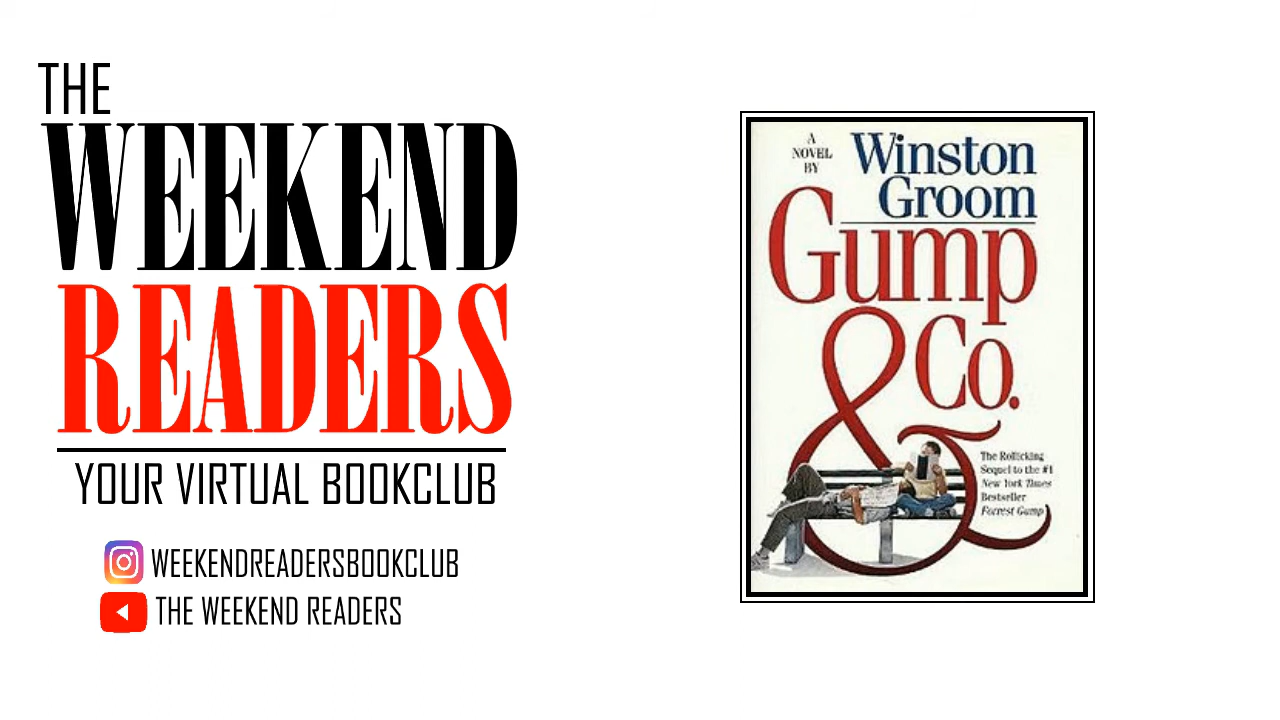 THE
WEEKEND
READERS
YOUR VIRTUAL BOOKCLUB
WEEKENDREADERSBOOKCLUB
THE WEEKEND READERS
A
NOVEL
BY
Winston
Groom
Gump
& Co.
The Rollicking
Sequel to the #1
New York Times
Bestseller
Forrest Gump